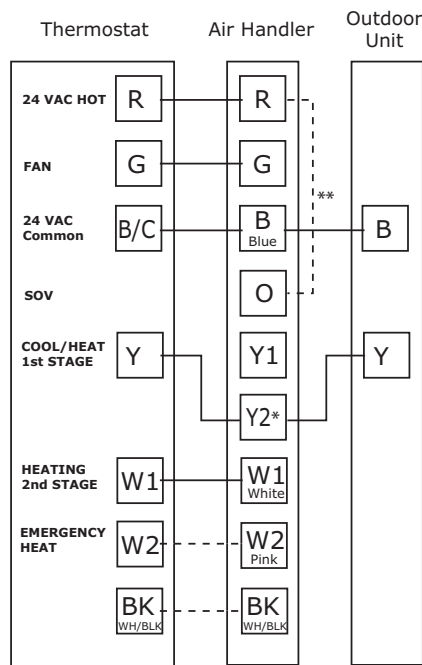 Thermostat Air Handler Outdoor Unit
24 VAC HOT R R
FAN G G
**
24 VAC Common B/C B Blue B
SOV O
COOL/HEAT 1st STAGE Y Y1 Y
Y2*
HEATING 2nd STAGE W1 W1 White
EMERGENCY HEAT W2 W2 Pink
BK WH/BLK BK WH/BLK